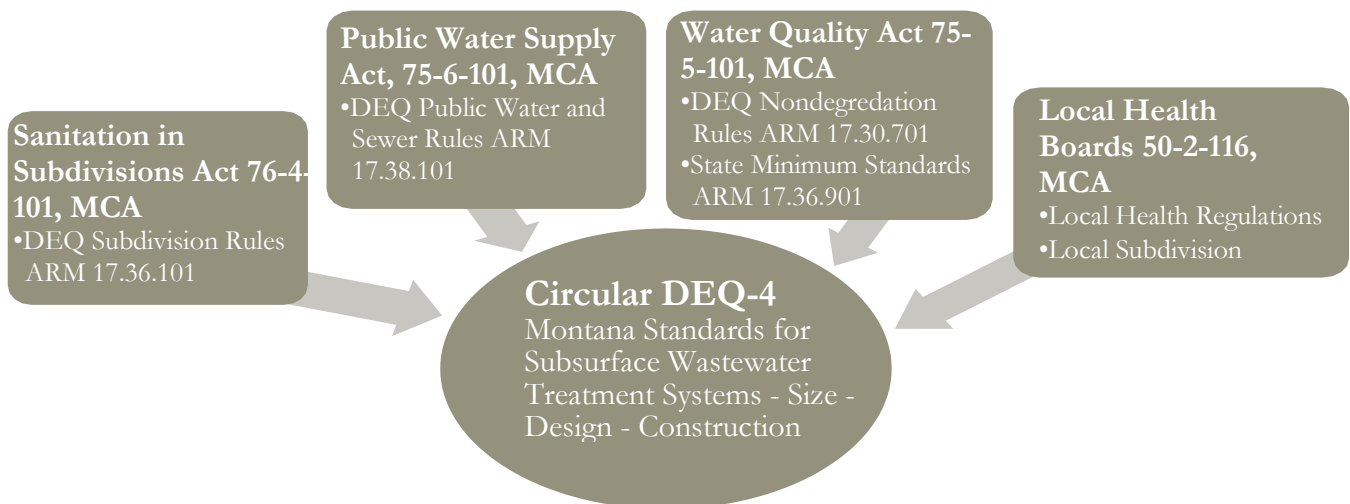 Sanitation in
Subdivisions Act 76-4-
101, MCA
•DEQ Subdivision Rules
ARM 17.36.101
Public Water Supply
Act, 75-6-101, MCA
•DEQ Public Water and
Sewer Rules ARM
17.38.101
Water Quality Act 75-
5-101, MCA
•DEQ Nondegredation
Rules ARM 17.30.701
•State Minimum Standards
ARM 17.36.901
Local Health
Boards 50-2-116,
MCA
•Local Health Regulations
•Local Subdivision
Circular DEQ-4
Montana Standards for
Subsurface Wastewater
Treatment Systems - Size -
Design - Construction